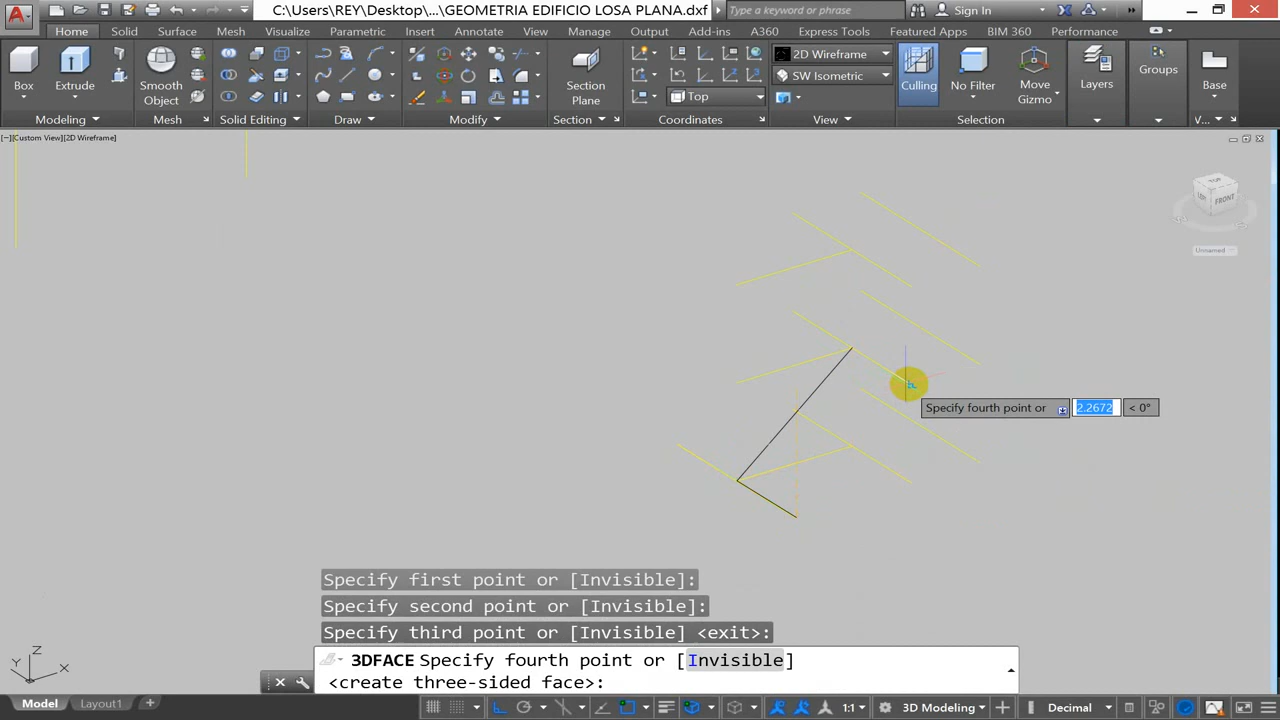 C:\Users\REY\Desktop\...\GEOMETRIA EDIFICIO LOSA PLANA.dxf
Type a keyword or phrase
Sign In
Home Solid Surface Mesh Visualize Parametric Insert Annotate View Manage Output Add-ins A360 Express Tools Featured Apps BIM 360 Performance
Box
Extrude
Smooth
Object
Section
Plane
Top
2D Wireframe
SW Isometric
Culling
No Filter
Move
Gizmo
Layers
Groups
Base
Modeling Mesh Solid Editing Draw Modify Section Coordinates View Selection V...
[−][Custom View][2D Wireframe]
TOP
FRONT
Unnamed
Specify fourth point or 2.2672 < 0°
Specify first point or [Invisible]:
Specify second point or [Invisible]:
Specify third point or [Invisible] <exit>:
3DFACE Specify fourth point or [Invisible]
<create three-sided face>:
Z
Y
X
Model Layout1 1:1 3D Modeling Decimal